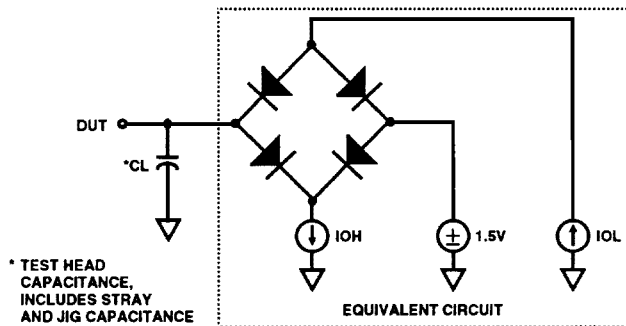 DUT
*CL
IOH
± 1.5V
IOL
* TEST HEAD
CAPACITANCE,
INCLUDES STRAY
AND JIG CAPACITANCE
EQUIVALENT CIRCUIT